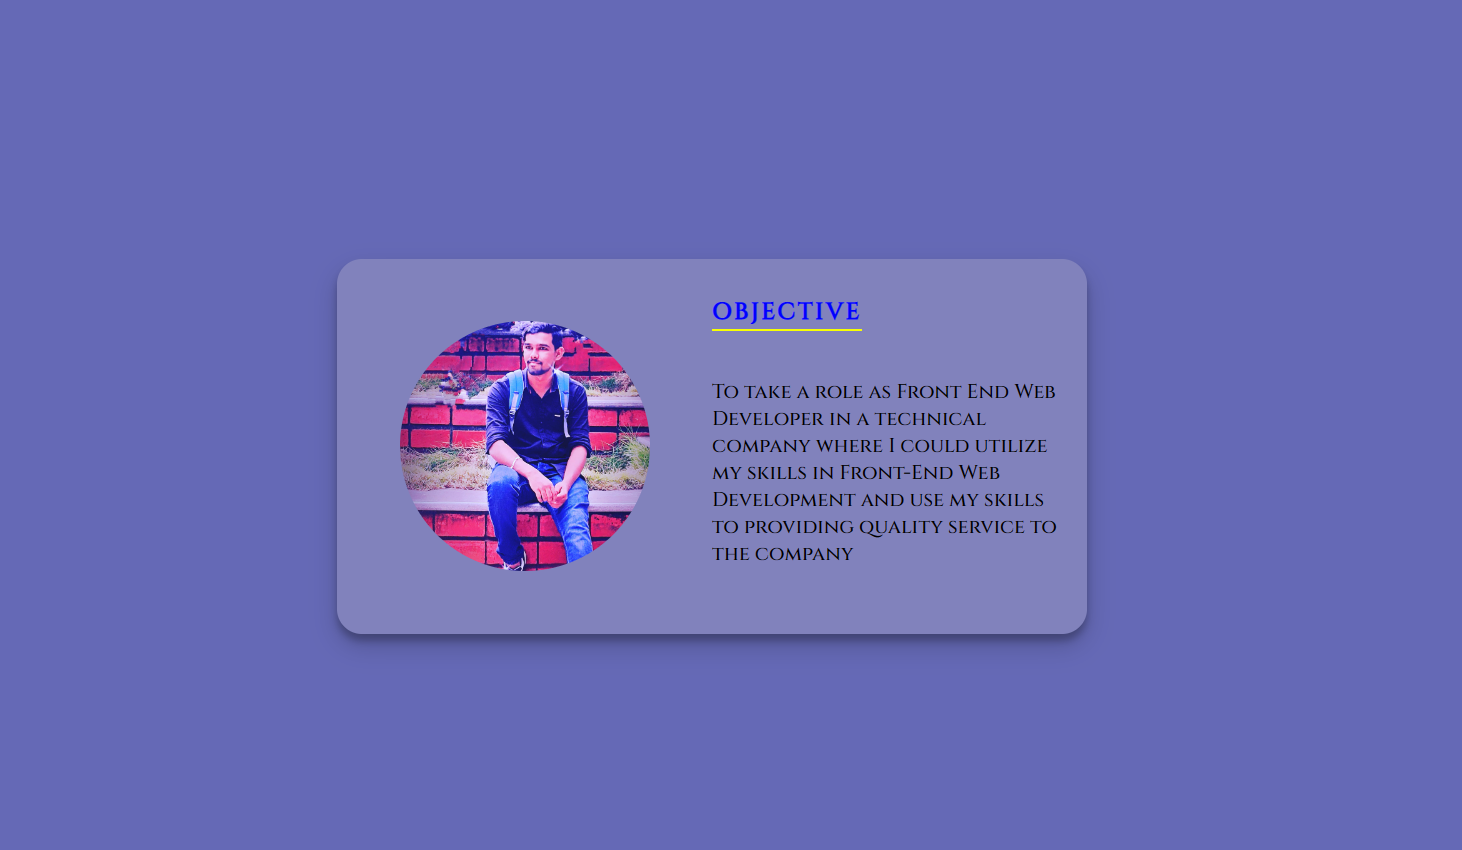 OBJECTIVE
To take a role as Front End Web
Developer in a technical
company where I could utilize
my skills in Front-End Web
Development and use my skills
to providing quality service to
the company